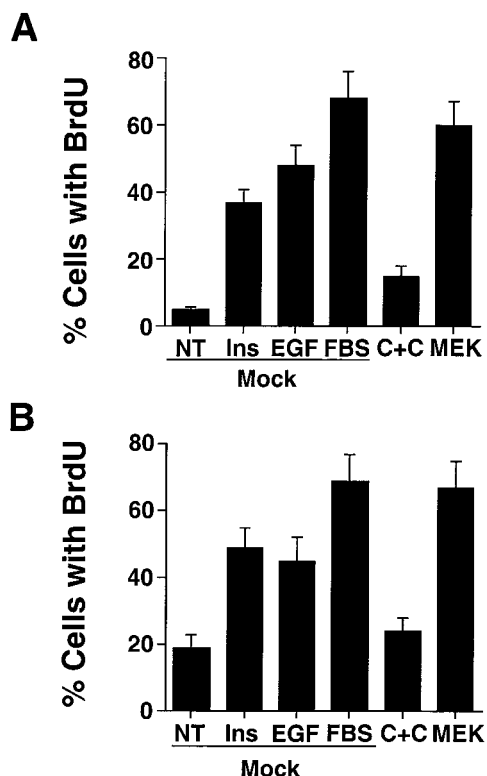 A
% Cells with BrdU
80
60
40
20
0
NT Ins EGF FBS C+C MEK
Mock
B
% Cells with BrdU
80
60
40
20
0
NT Ins EGF FBS C+C MEK
Mock